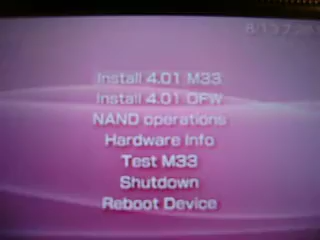 Install 4.01 M33
Install 4.01 OFW
NAND operations
Hardware Info
Test M33
Shutdown
Reboot Device